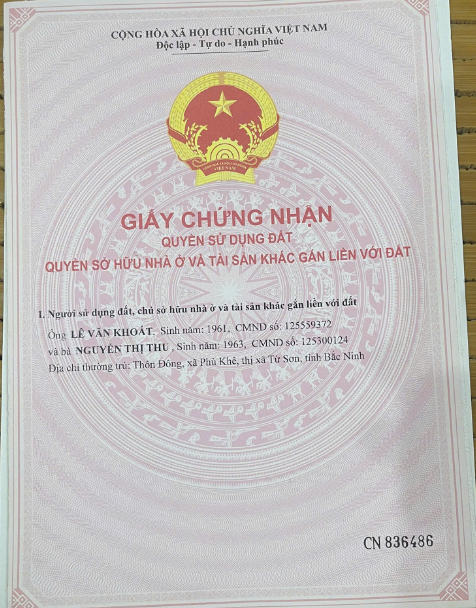 CỘNG HÒA XÃ HỘI CHỦ NGHĨA VIỆT NAM
Độc lập - Tự do - Hạnh phúc
GIẤY CHỨNG NHẬN
QUYỀN SỬ DỤNG ĐẤT
QUYỀN SỞ HỮU NHÀ Ở VÀ TÀI SẢN KHÁC GẮN LIỀN VỚI ĐẤT
I. Người sử dụng đất, chủ sở hữu nhà ở và tài sản khác gắn liền với đất
Ông LÊ VĂN KHOÁT, Sinh năm: 1961, CMND số: 125559372
và bà NGUYỄN THỊ THU , Sinh năm: 1963, CMND số: 125300124
Địa chỉ thường trú: Thôn Đông, xã Phù Khê, thị xã Từ Sơn, tỉnh Bắc Ninh
CN 836486